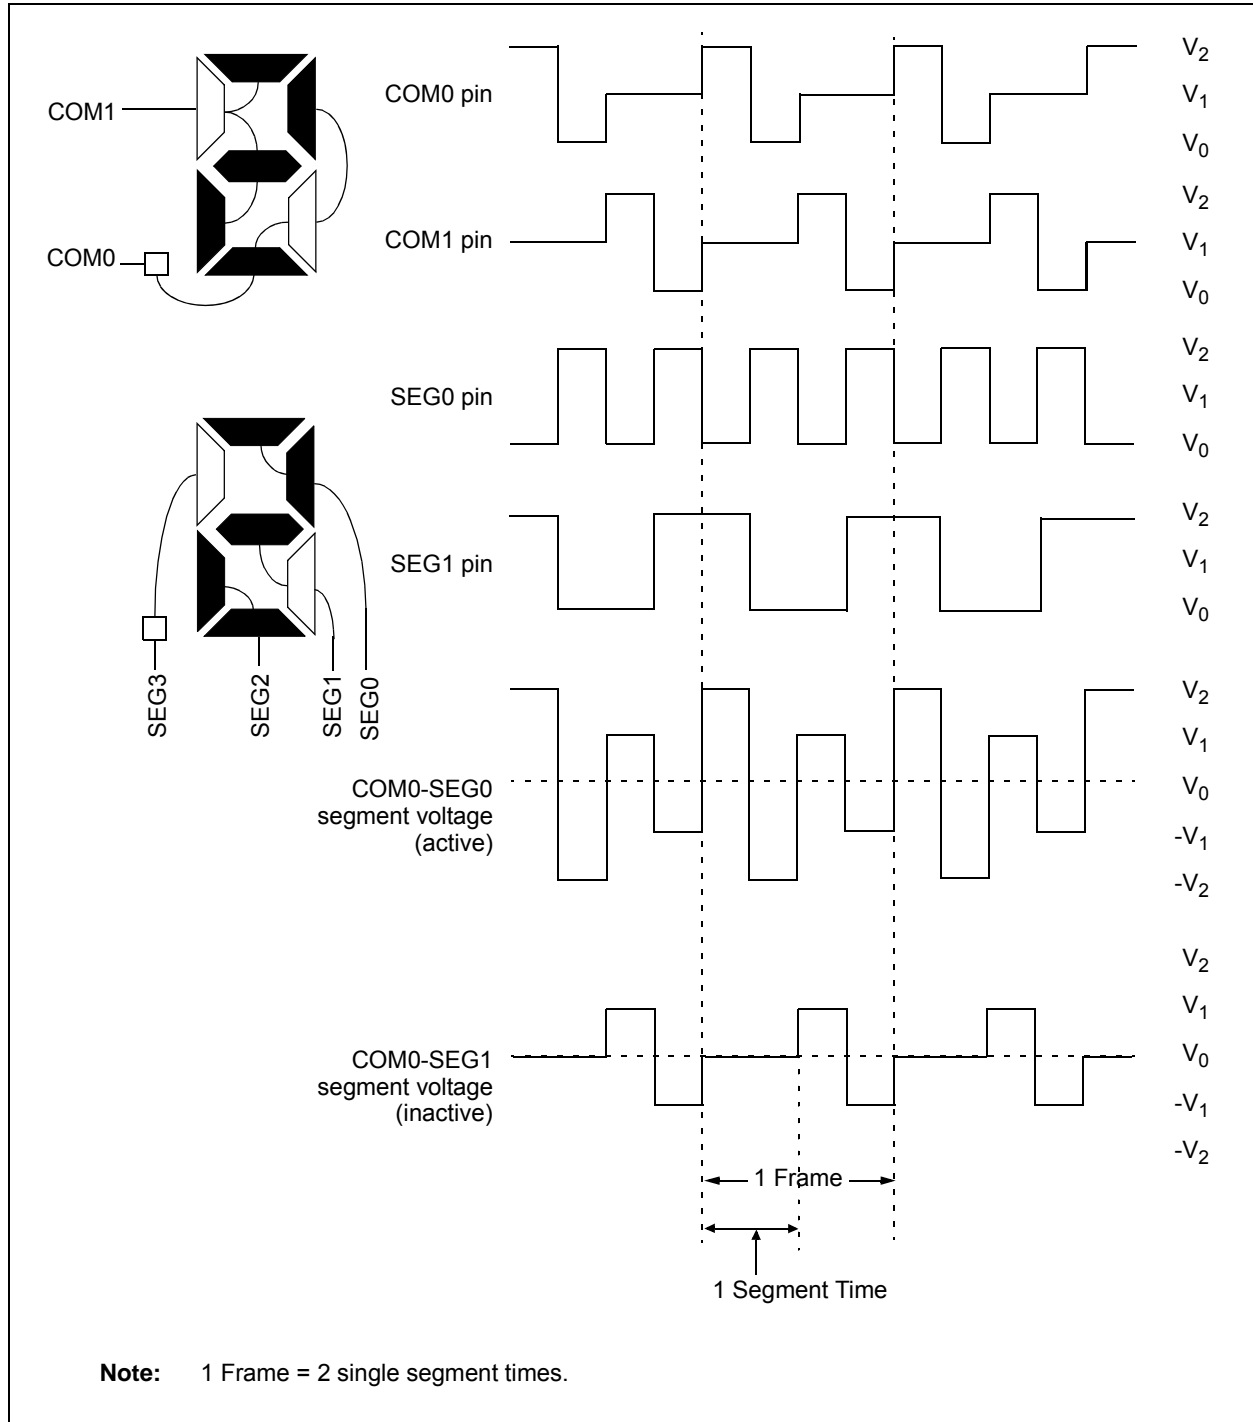 COM1
COM0
SEG3
SEG2
SEG1
SEG0
COM0 pin
V2
V1
V0
COM1 pin
V2
V1
V0
SEG0 pin
V2
V1
V0
SEG1 pin
V2
V1
V0
COM0-SEG0
segment voltage
(active)
V2
V1
V0
-V1
-V2
COM0-SEG1
segment voltage
(inactive)
V2
V1
V0
-V1
-V2
1 Frame
1 Segment Time
Note: 1 Frame = 2 single segment times.